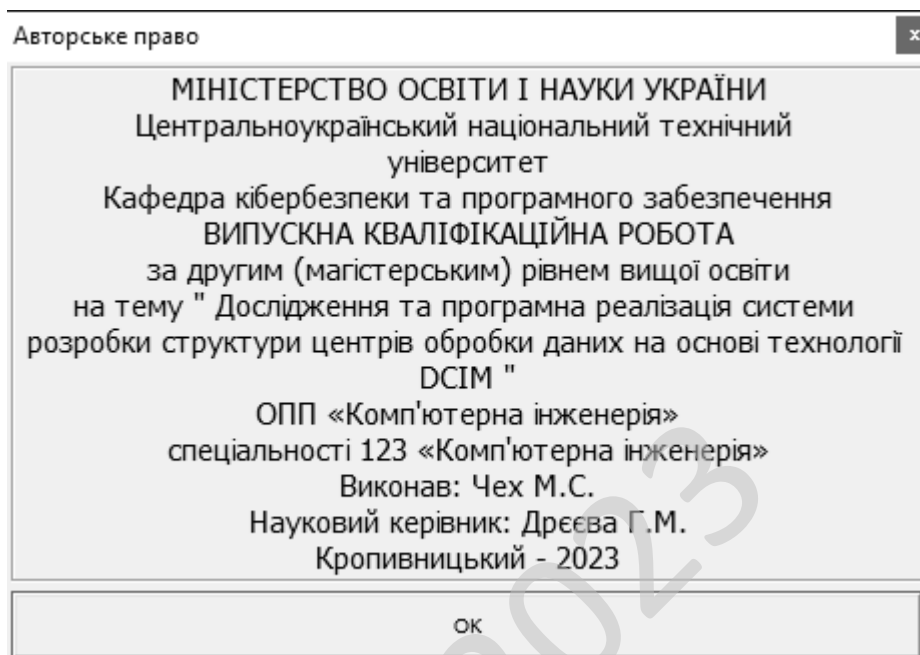 Авторське право
x
МІНІСТЕРСТВО ОСВІТИ І НАУКИ УКРАЇНИ
Центральноукраїнський національний технічний
університет
Кафедра кібербезпеки та програмного забезпечення
ВИПУСКНА КВАЛІФІКАЦІЙНА РОБОТА
за другим (магістерським) рівнем вищої освіти
на тему " Дослідження та програмна реалізація системи
розробки структури центрів обробки даних на основі технології
DCIM "
ОПП «Комп'ютерна інженерія»
спеціальності 123 «Комп'ютерна інженерія»
Виконав: Чех М.С.
Науковий керівник: Дрєєва Г.М.
Кропивницький - 2023
ОК
2023